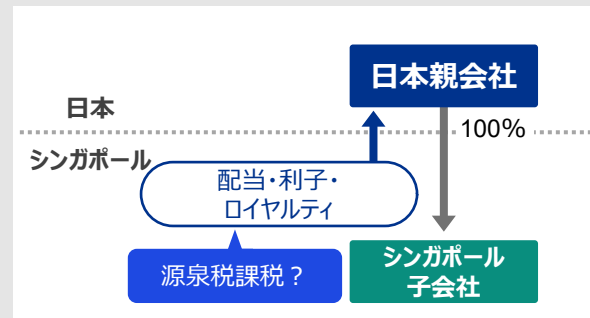 日本親会社
日本
100%
シンガポール
配当・利子・
ロイヤルティ
源泉税課税？
シンガポール
子会社